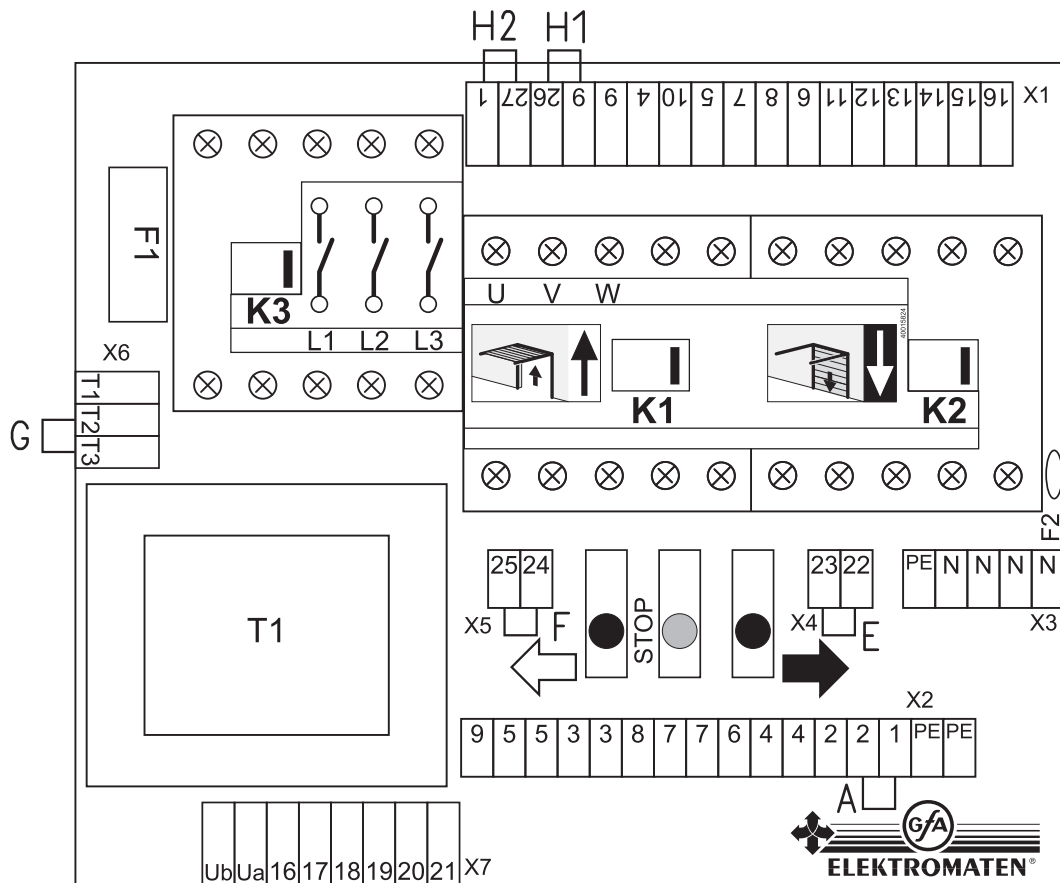 H2 H1
1 27 26 6 6 4 10 5 7 8 9 11 12 13 14 15 16 X1
F1
K3
L1 L2 L3
U V W
40015824
K1
K2
X6
T1
T2
T3
G
F2
T1
25 24
X5
F
STOP
23 22
X4
E
PE N N N N
X3
X2
9 5 5 3 3 8 7 7 6 4 4 2 2 1 PE PE
A
Ub Ua 16 17 18 19 20 21 X7
GfA
ELEKTROMATEN®